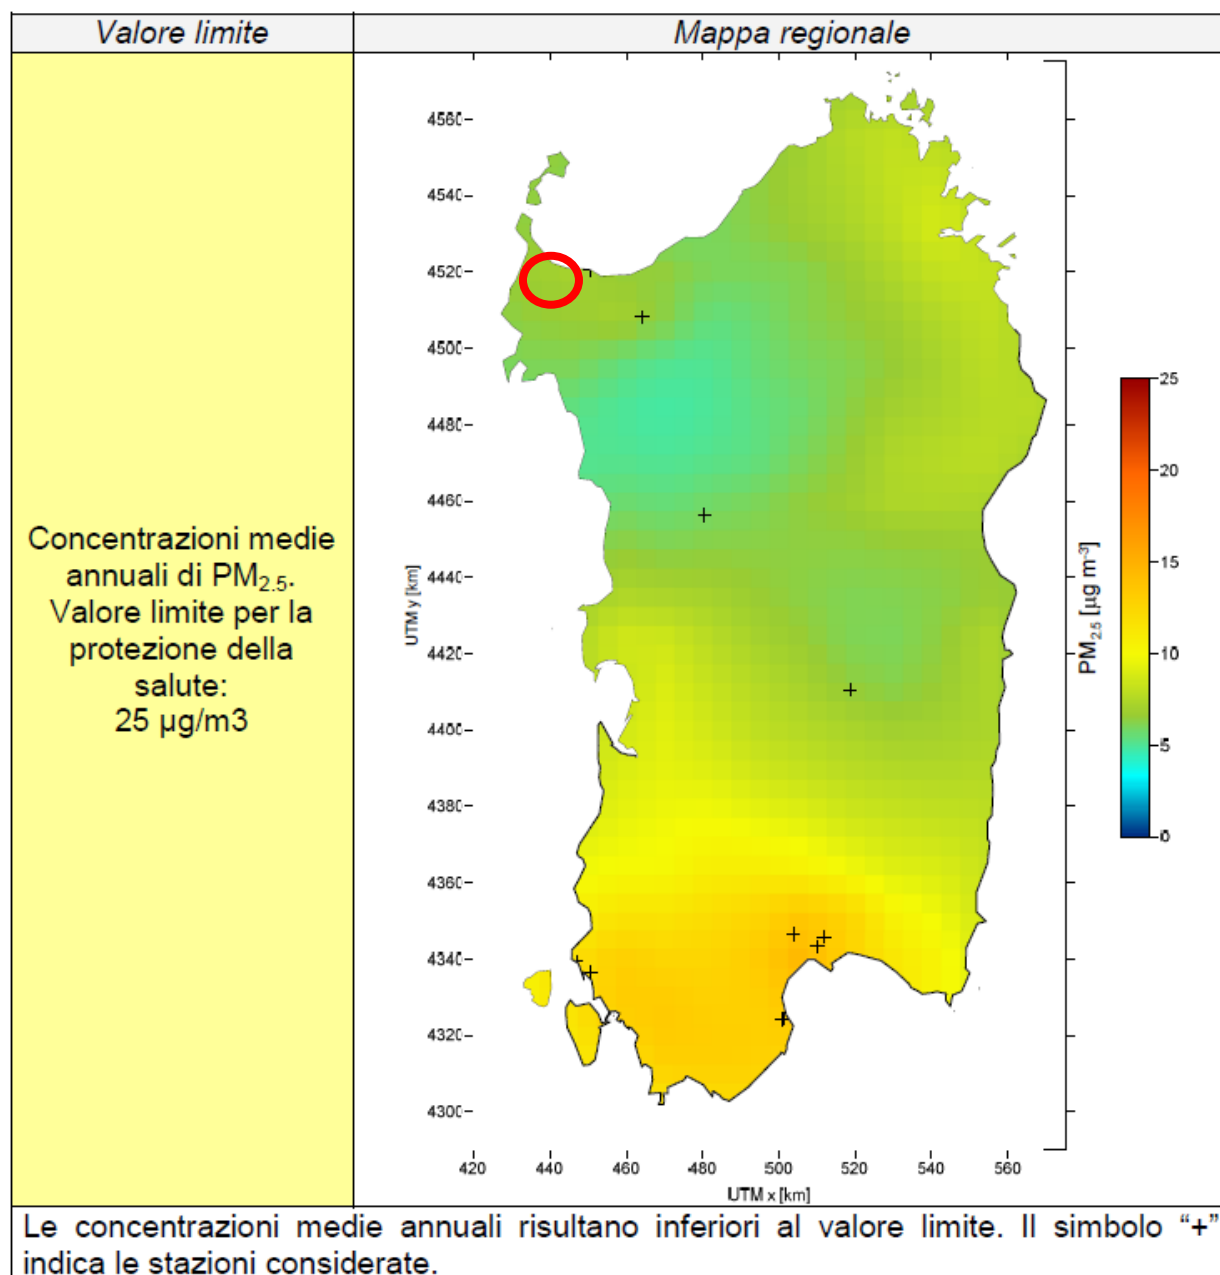 Valore limite
Mappa regionale
Concentrazioni medie
annuali di PM2.5.
Valore limite per la
protezione della
salute:
25 µg/m3
4560
4540
4520
4500
4480
4460
4440
4420
4400
4380
4360
4340
4320
4300
UTM y [km]
420 440 460 480 500 520 540 560
UTM x [km]
PM2.5 [µg m-3]
25
20
15
10
5
0
Le concentrazioni medie annuali risultano inferiori al valore limite. Il simbolo “+”
indica le stazioni considerate.